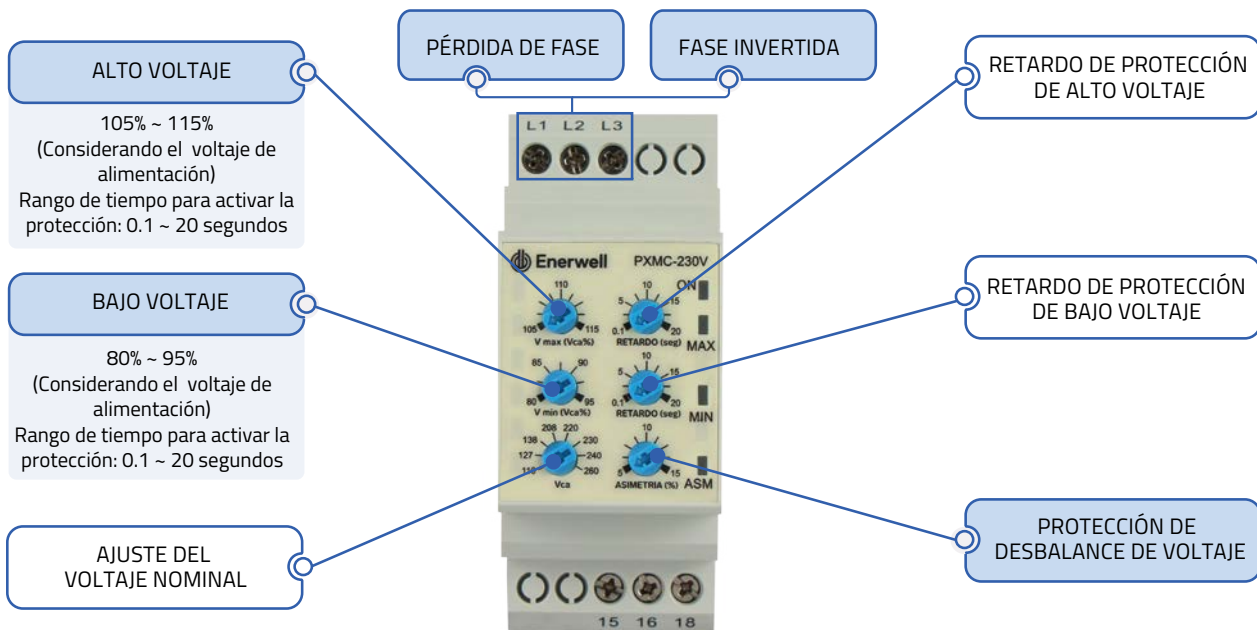 PÉRDIDA DE FASE
FASE INVERTIDA
ALTO VOLTAJE
105% ~ 115%
(Considerando el voltaje de
alimentación)
Rango de tiempo para activar la
protección: 0.1 ~ 20 segundos
BAJO VOLTAJE
80% ~ 95%
(Considerando el voltaje de
alimentación)
Rango de tiempo para activar la
protección: 0.1 ~ 20 segundos
AJUSTE DEL
VOLTAJE NOMINAL
L1 L2 L3
Enerwell PXMC-230V
ON
110
105 115
V max (Vca%)
10
5 15
0.1 20
RETARDO (seg)
MAX
85 90
80 95
V min (Vca%)
10
5 15
0.1 20
RETARDO (seg)
MIN
208 220
138 230
127 240
260
Vca
10
5 15
ASIMETRIA (%)
ASM
15 16 18
RETARDO DE PROTECCIÓN
DE ALTO VOLTAJE
RETARDO DE PROTECCIÓN
DE BAJO VOLTAJE
PROTECCIÓN DE
DESBALANCE DE VOLTAJE